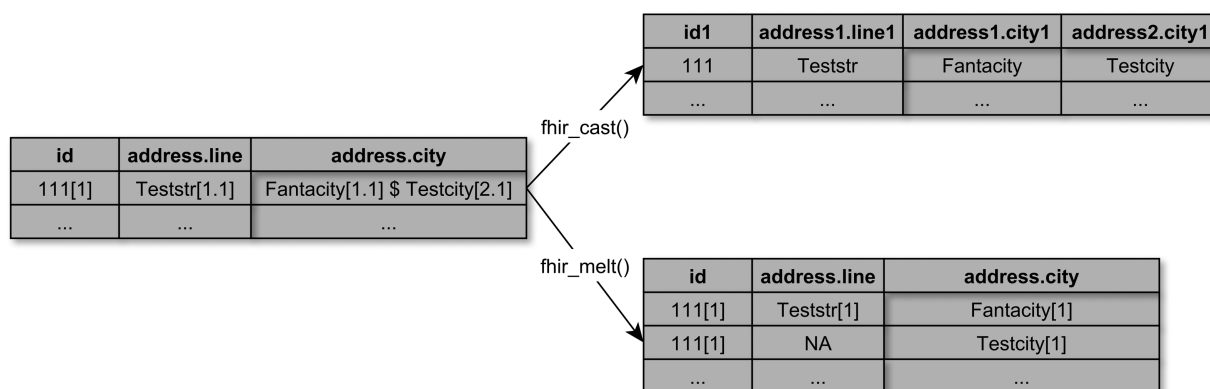 id1 address1.line1 address1.city1 address2.city1
111 Teststr Fantacity Testcity
... ... ... ...
fhir_cast()
id address.line address.city
111[1] Teststr[1.1] Fantacity[1.1] $ Testcity[2.1]
... ... ...
fhir_melt()
id address.line address.city
111[1] Teststr[1] Fantacity[1]
111[1] NA Testcity[1]
... ... ...